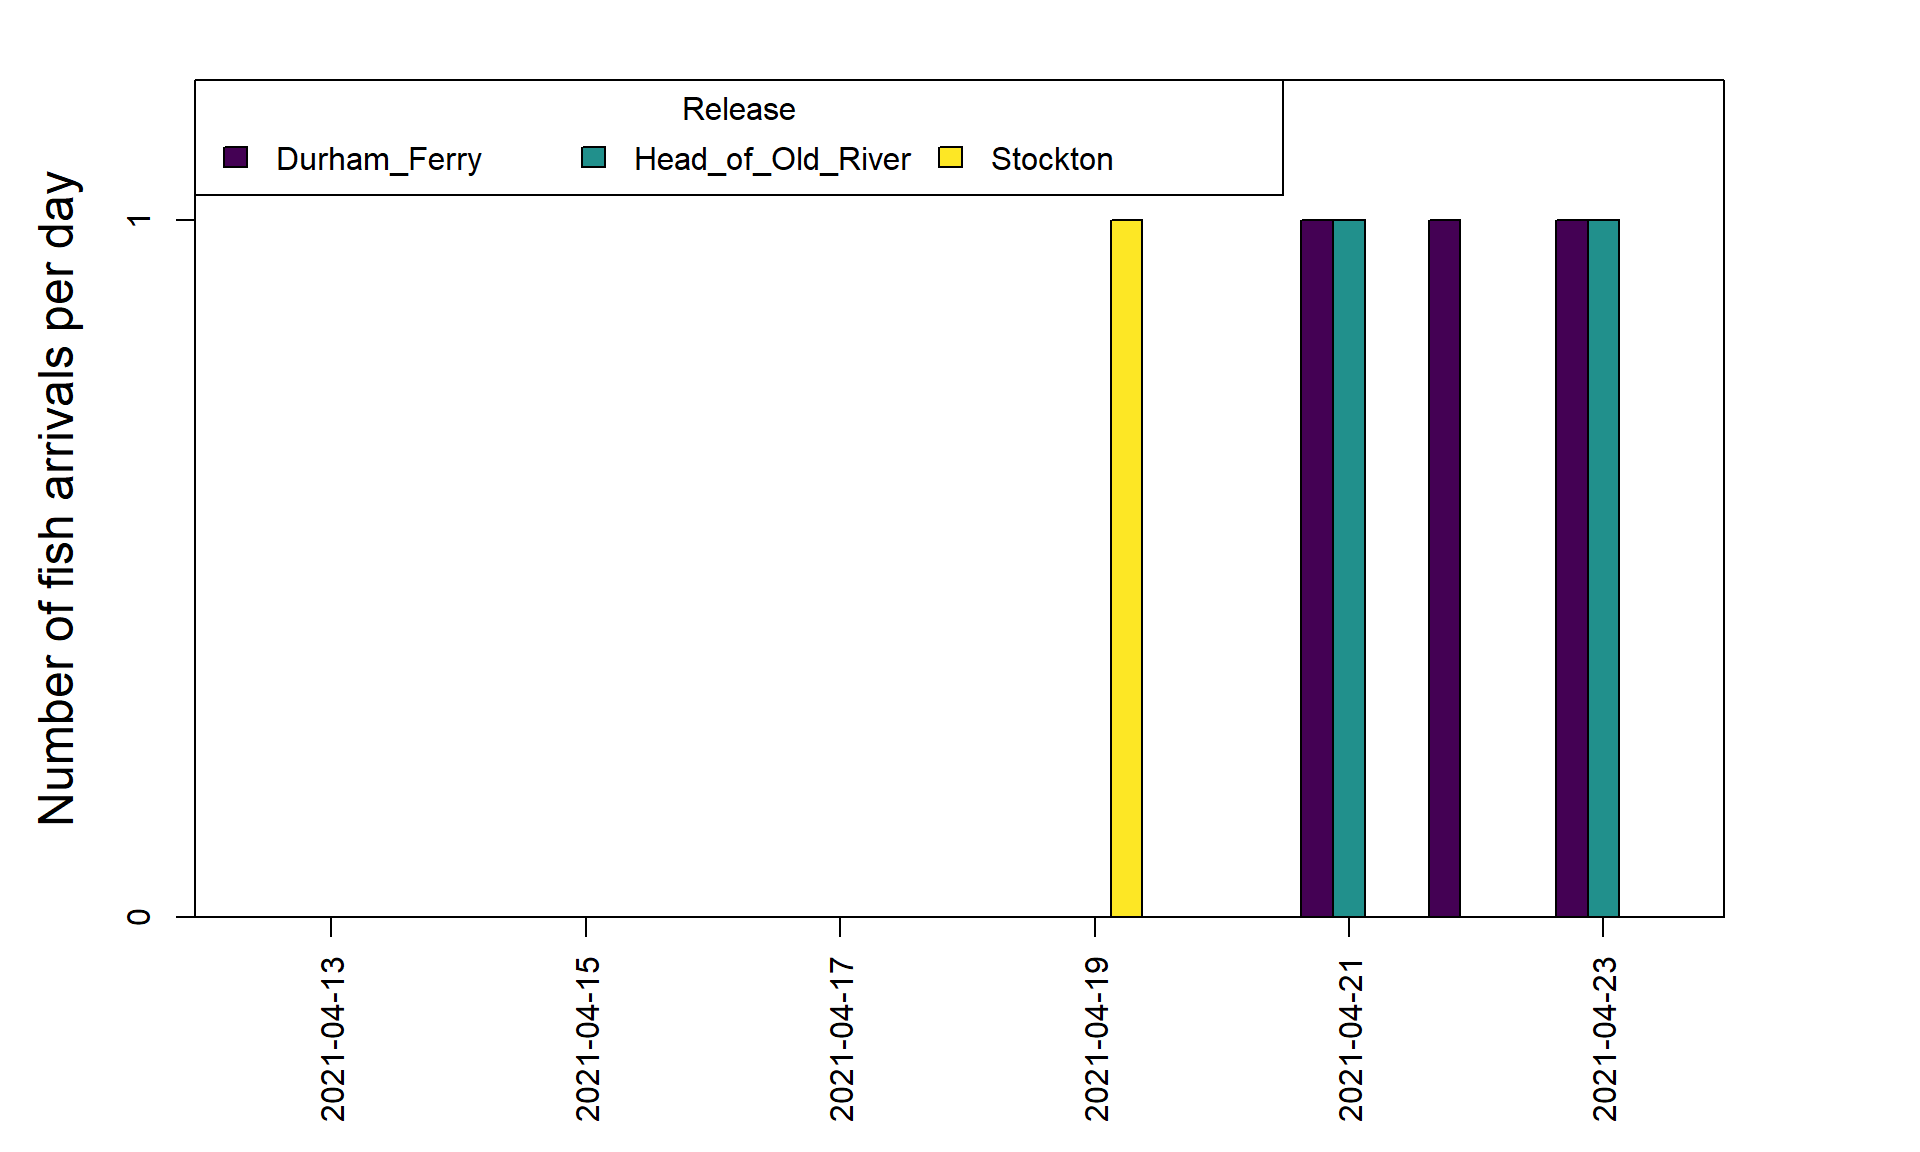 Release
Durham_Ferry Head_of_Old_River Stockton
Number of fish arrivals per day
1
0
2021-04-13
2021-04-15
2021-04-17
2021-04-19
2021-04-21
2021-04-23